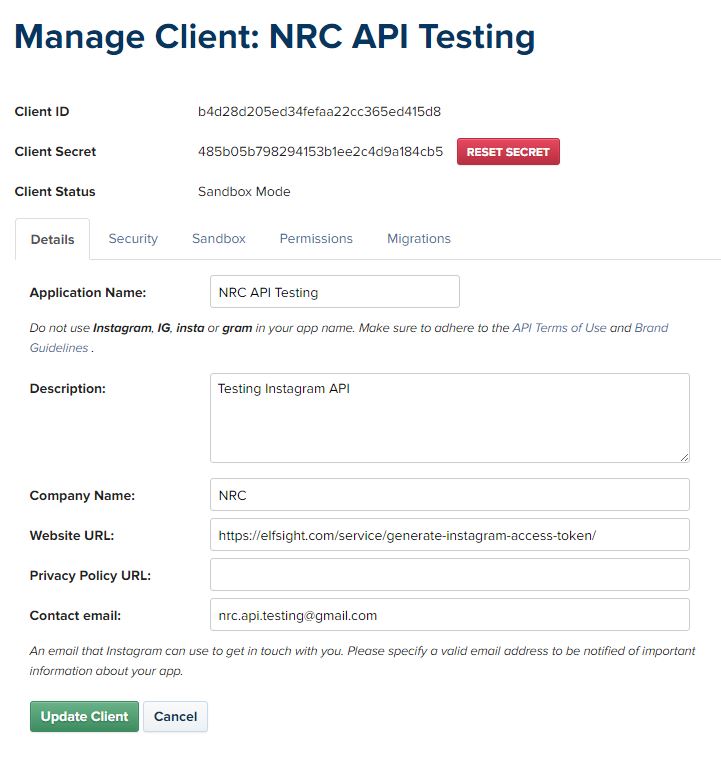 Manage Client: NRC API Testing
Client ID b4d28d205ed34fefaa22cc365ed415d8
Client Secret 485b05b798294153b1ee2c4d9a184cb5 RESET SECRET
Client Status Sandbox Mode
Details Security Sandbox Permissions Migrations
Application Name: NRC API Testing
Do not use Instagram, IG, insta or gram in your app name. Make sure to adhere to the API Terms of Use and Brand
Guidelines .
Description: Testing Instagram API
Company Name: NRC
Website URL: https://elfsight.com/service/generate-instagram-access-token/
Privacy Policy URL:
Contact email: nrc.api.testing@gmail.com
An email that Instagram can use to get in touch with you. Please specify a valid email address to be notified of important
information about your app.
Update Client Cancel